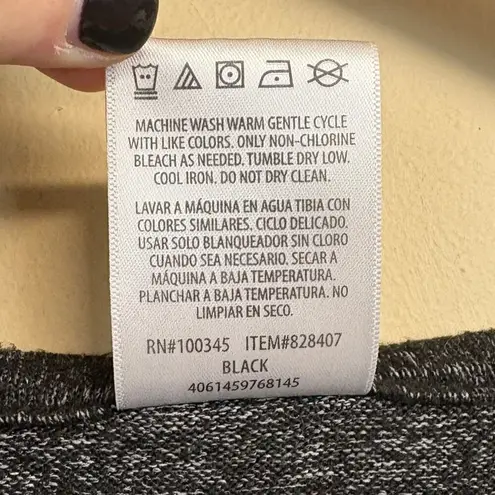 MACHINE WASH WARM GENTLE CYCLE
WITH LIKE COLORS. ONLY NON-CHLORINE
BLEACH AS NEEDED. TUMBLE DRY LOW.
COOL IRON. DO NOT DRY CLEAN.
LAVAR A MÁQUINA EN AGUA TIBIA CON
COLORES SIMILARES. CICLO DELICADO.
USAR SOLO BLANQUEADOR SIN CLORO
CUANDO SEA NECESARIO. SECAR A
MÁQUINA A BAJA TEMPERATURA.
PLANCHAR A BAJA TEMPERATURA. NO
LIMPIAR EN SECO.
RN#100345 ITEM#828407
BLACK
4061459768145